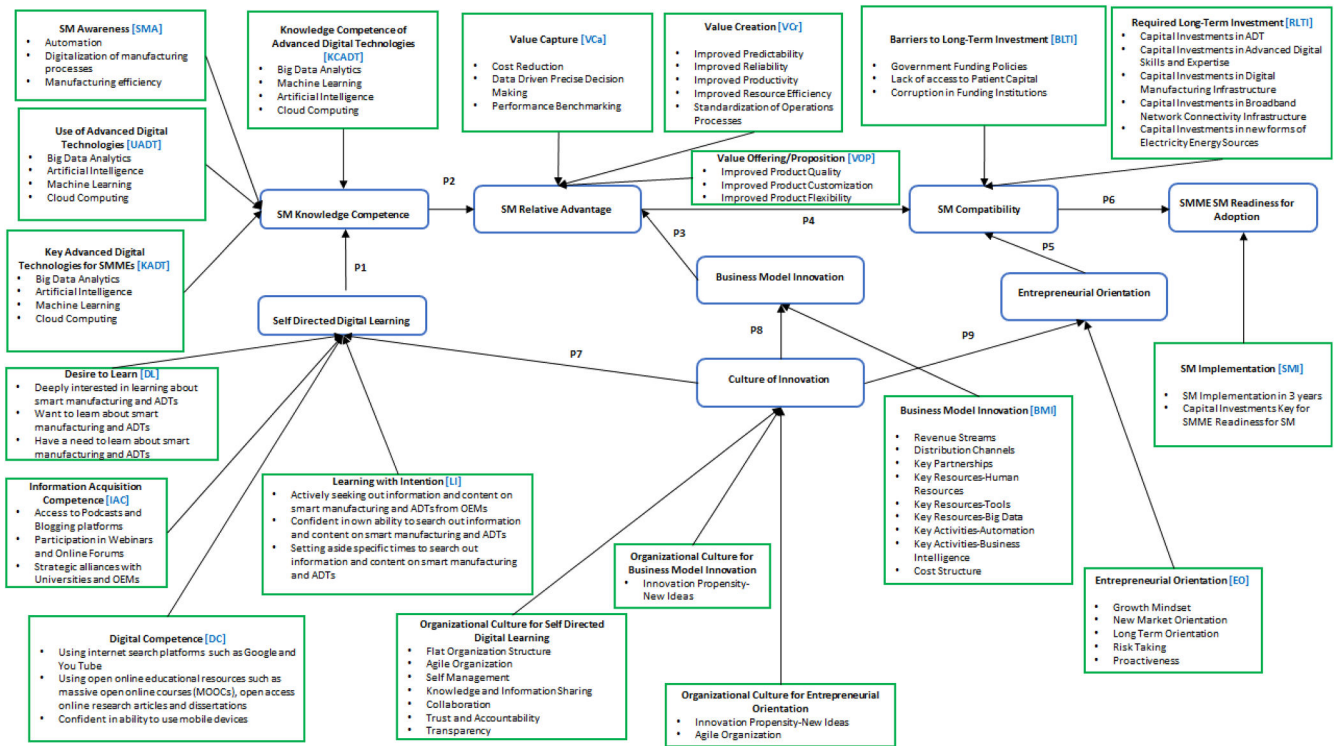 SM Awareness [SMA]
• Automation
• Digitalization of manufacturing
processes
• Manufacturing efficiency
Knowledge Competence
of Advanced Digital Technologies
[KCADT]
• Big Data Analytics
• Machine Learning
• Artificial Intelligence
• Cloud Computing
Value Capture [VCa]
• Cost Reduction
• Data Driven Precise Decision
Making
• Performance Benchmarking
Value Creation [VCr]
• Improved Predictability
• Improved Reliability
• Improved Productivity
• Improved Resource Efficiency
• Standardization of Operations
Processes
Barriers to Long-Term Investment [BLTI]
• Government Funding Policies
• Lack of access to Patient Capital
• Corruption in Funding Institutions
Required Long-Term Investment [RLTI]
• Capital Investments in ADT
• Capital Investments in Advanced Digital
Skills and Expertise
• Capital Investments in Digital
Manufacturing Infrastructure
• Capital Investments in Broadband
Network Connectivity Infrastructure
• Capital Investments in new forms of
Electricity Energy Sources
Use of Advanced Digital
Technologies [UADT]
• Big Data Analytics
• Artificial Intelligence
• Machine Learning
• Cloud Computing
Value Offering/Proposition [VOP]
• Improved Product Quality
• Improved Product Customization
• Improved Product Flexibility
SM Knowledge Competence
P2
SM Relative Advantage
P4
SM Compatibility
P6
SMME SM Readiness for
Adoption
Key Advanced Digital
Technologies for SMMEs [KADT]
• Big Data Analytics
• Artificial Intelligence
• Machine Learning
• Cloud Computing
P1
P3
P5
Business Model Innovation
Entrepreneurial Orientation
Self Directed Digital Learning
P7
P8
P9
Culture of Innovation
Desire to Learn [DL]
• Deeply interested in learning about
smart manufacturing and ADTs
• Want to learn about smart
manufacturing and ADTs
• Have a need to learn about smart
manufacturing and ADTs
SM Implementation [SMI]
• SM Implementation in 3 years
• Capital Investments Key for
SMME Readiness for SM
Business Model Innovation [BMI]
• Revenue Streams
• Distribution Channels
• Key Partnerships
• Key Resources-Human
Resources
• Key Resources-Tools
• Key Resources-Big Data
• Key Activities-Automation
• Key Activities-Business
Intelligence
• Cost Structure
Information Acquisition
Competence [IAC]
• Access to Podcasts and
Blogging platforms
• Participation in Webinars
and Online Forums
• Strategic alliances with
Universities and OEMs
Learning with Intention [LI]
• Actively seeking out information and content on
smart manufacturing and ADTs from OEMs
• Confident in own ability to search out information
and content on smart manufacturing and ADTs
• Setting aside specific times to search out
information and content on smart manufacturing
and ADTs
Organizational Culture for
Business Model Innovation
• Innovation Propensity-
New Ideas
Entrepreneurial Orientation [EO]
• Growth Mindset
• New Market Orientation
• Long Term Orientation
• Risk Taking
• Proactiveness
Digital Competence [DC]
• Using internet search platforms such as Google and
You Tube
• Using open online educational resources such as
massive open online courses (MOOCs), open access
online research articles and dissertations
• Confident in ability to use mobile devices
Organizational Culture for Self Directed
Digital Learning
• Flat Organization Structure
• Agile Organization
• Self Management
• Knowledge and Information Sharing
• Collaboration
• Trust and Accountability
• Transparency
Organizational Culture for Entrepreneurial
Orientation
• Innovation Propensity-New Ideas
• Agile Organization